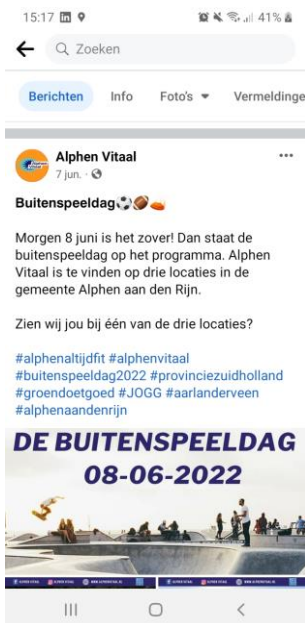 15:17 41%
Zoeken
Berichten Info Foto's Vermeldinge
Alphen Vitaal
7 jun.
Buitenspeeldag
Morgen 8 juni is het zover! Dan staat de
buitenspeeldag op het programma. Alphen
Vitaal is te vinden op drie locaties in de
gemeente Alphen aan den Rijn.
Zien wij jou bij één van de drie locaties?
#alphenaltijdfit #alphenvitaal
#buitenspeeldag2022 #provinciezuidholland
#groendoetgoed #JOGG #aarlanderveen
#alphenaandenrijn
DE BUITENSPEELDAG
08-06-2022